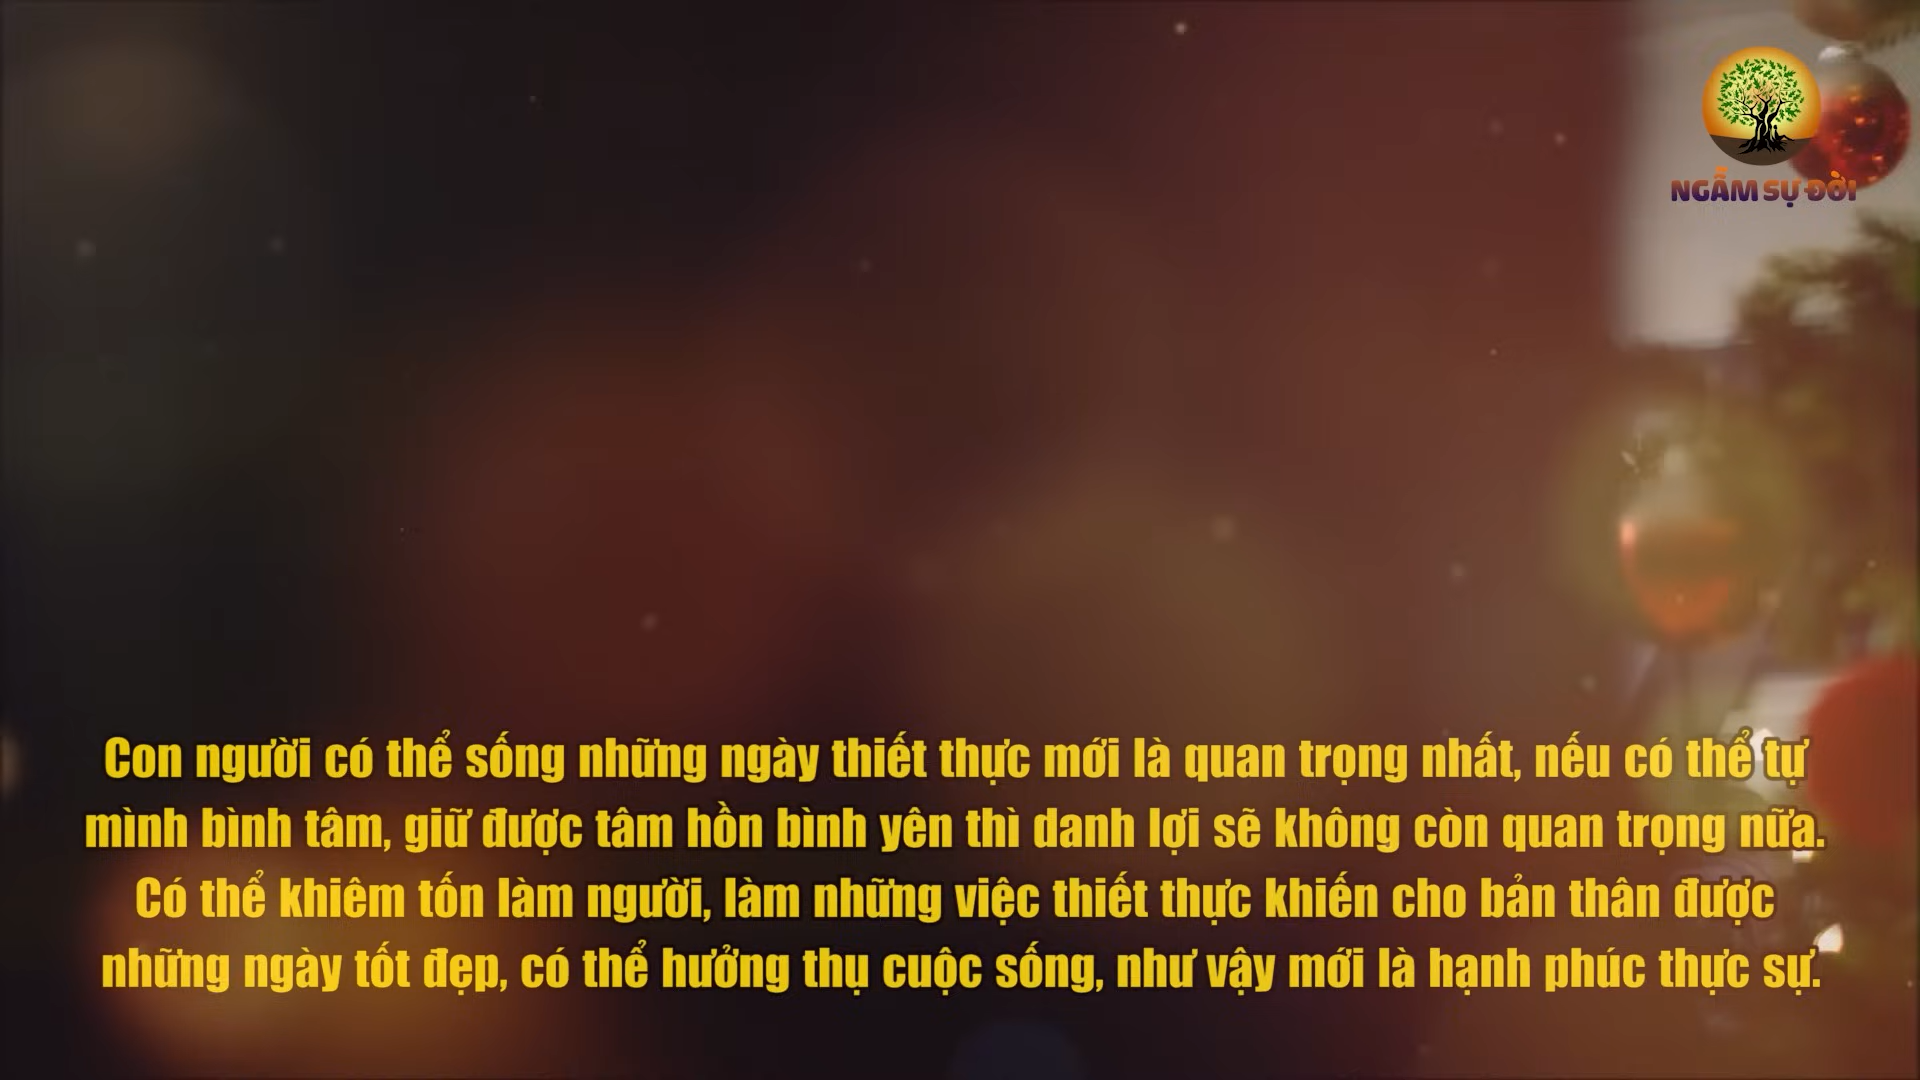 NGẪM SỰ ĐỜI
Con người có thể sống những ngày thiết thực mới là quan trọng nhất, nếu có thể tự
mình bình tâm, giữ được tâm hồn bình yên thì danh lợi sẽ không còn quan trọng nữa.
Có thể khiêm tốn làm người, làm những việc thiết thực khiến cho bản thân được
những ngày tốt đẹp, có thể hưởng thụ cuộc sống, như vậy mới là hạnh phúc thực sự.